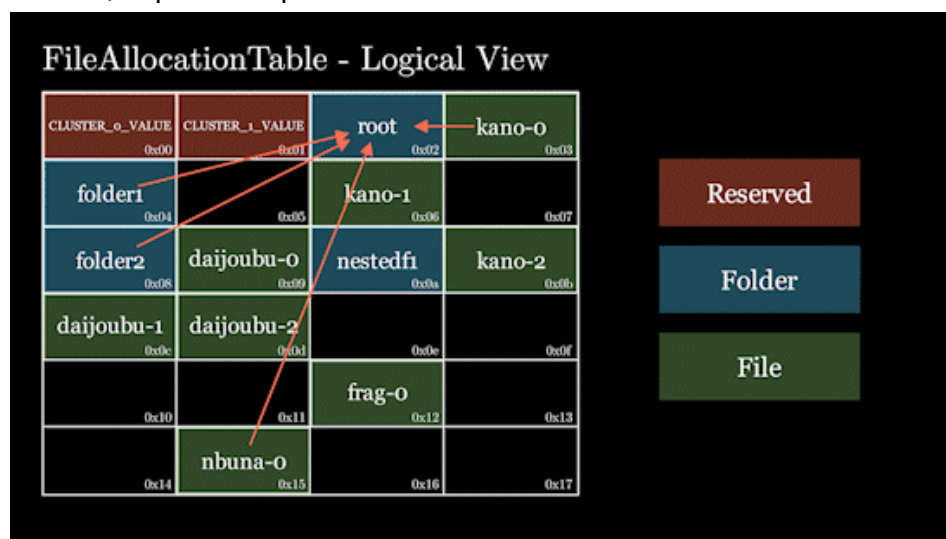 FileAllocationTable - Logical View
CLUSTER_0_VALUE
0x00
CLUSTER_1_VALUE
0x01
root
0x02
kano-0
0x03
folder1
0x04
0x05
kano-1
0x06
0x07
folder2
0x08
daijoubu-0
0x09
nestedf1
0x0a
kano-2
0x0b
daijoubu-1
0x0c
daijoubu-2
0x0d
0x0e
0x0f
0x10
0x11
frag-0
0x12
0x13
0x14
nbuna-0
0x15
0x16
0x17
Reserved
Folder
File